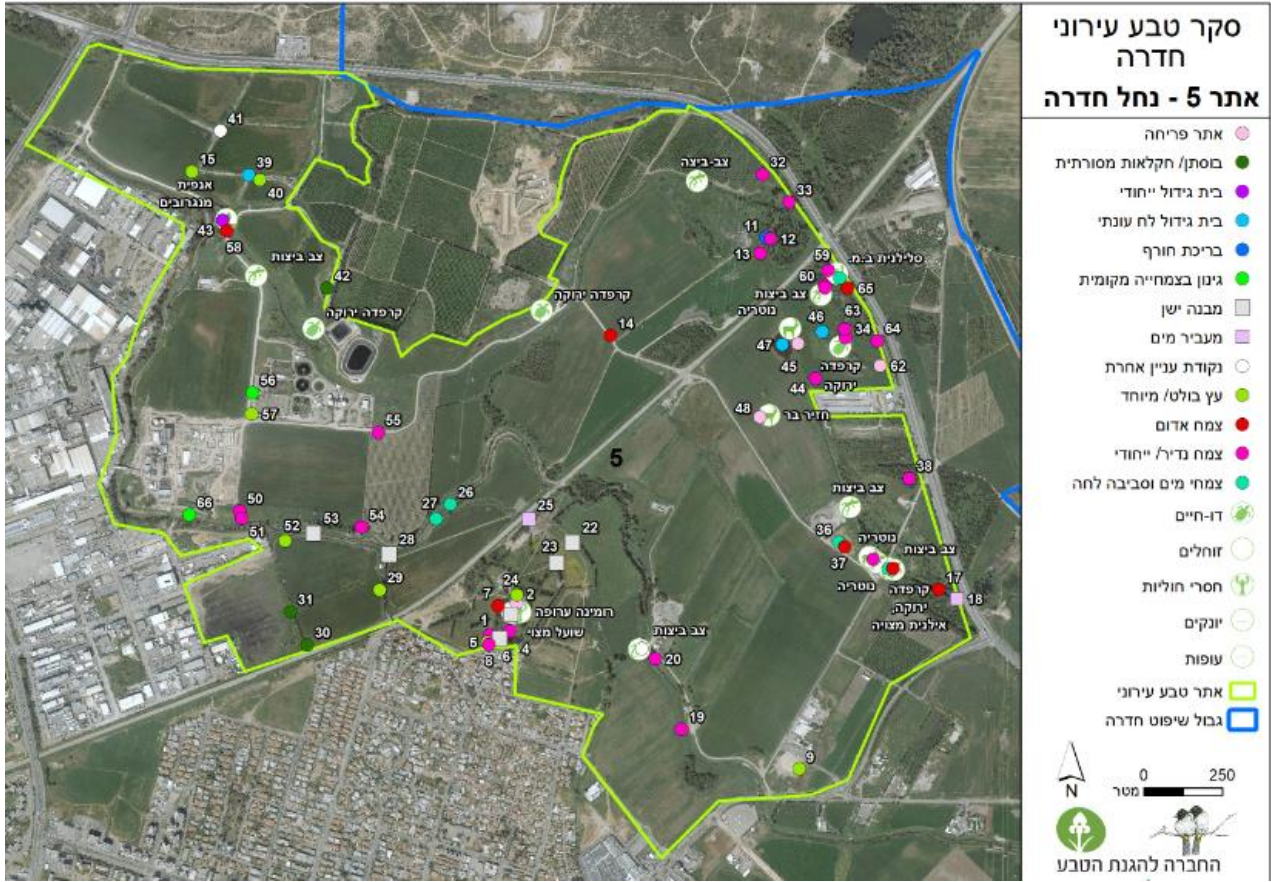 סקר טבע עירוני
חדרה
אתר 5 - נחל חדרה
אתר פריחה
בוסתן/ חקלאות מסורתית
בית גידול ייחודי
בית גידול לח עונתי
בריכת חורף
גינון בצמחייה מקומית
מבנה ישן
מעביר מים
נקודת עניין אחרת
עץ בולט/ מיוחד
צמח אדום
צמח נדיר/ ייחודי
צמחי מים וסביבה לחה
דו-חיים
זוחלים
חסרי חוליות
יונקים
עופות
אתר טבע עירוני
גבול שיפוט חדרה
0 250
מטר
N
החברה להגנת הטבע
41
15
39
40
אנפית
מנגרובים
43
58
צב ביצות
42
קרפדה ירוקה
קרפדה ירוקה
14
צב-ביצה
32
33
11
12
13
59
סלילנית ב.מ.
60
צב ביצות
65
נוטריה
46
63
34
64
47
45
קרפדה
ירוקה
62
44
48
חזיר בר
56
57
55
5
38
צב ביצות
66
50
51
52
53
54
27
26
25
28
22
23
36
37
נוטריה
צב ביצות
נוטריה
קרפדה
ירוקה,
אילנית מצויה
17
18
29
24
7
2
רומינה ערופה
1
שועל מצוי
5
4
8
6
31
30
צב ביצות
20
19
9